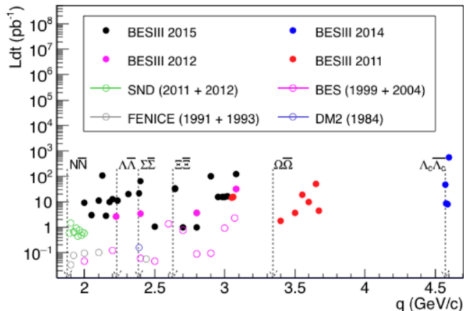 Ldt (pb⁻¹)
10⁸
10⁷
10⁶
10⁵
10⁴
10³
10²
10
1
10⁻¹
BESIII 2015
BESIII 2014
BESIII 2012
BESIII 2011
SND (2011 + 2012)
BES (1999 + 2004)
FENICE (1991 + 1993)
DM2 (1984)
NN̅ ΛΛ̅ ΣΣ̅ ΞΞ̅ ΩΩ̅ Λ꜀Λ̅꜀
2 2.5 3 3.5 4 4.5
q (GeV/c)